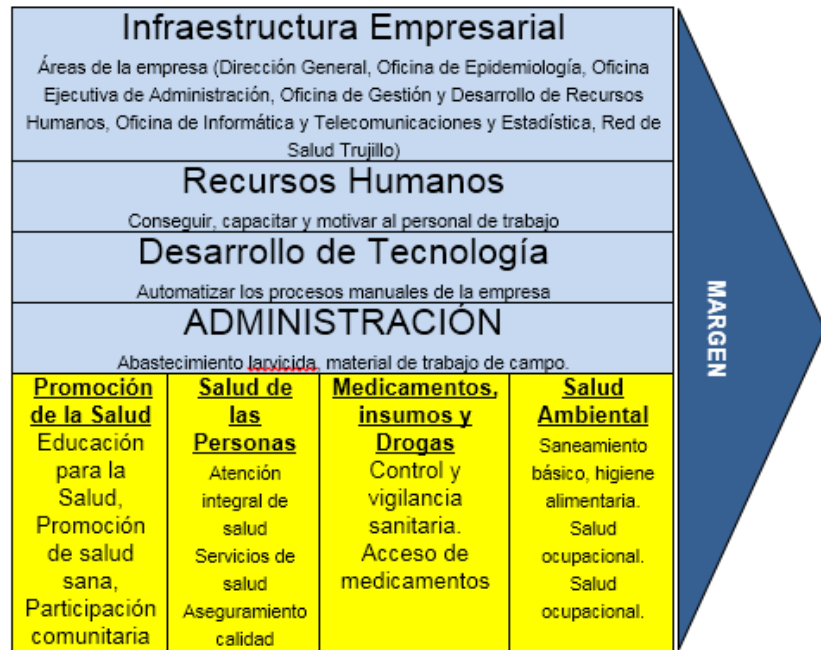 Infraestructura Empresarial
Áreas de la empresa (Dirección General, Oficina de Epidemiología, Oficina
Ejecutiva de Administración, Oficina de Gestión y Desarrollo de Recursos
Humanos, Oficina de Informática y Telecomunicaciones y Estadística, Red de
Salud Trujillo)
Recursos Humanos
Conseguir, capacitar y motivar al personal de trabajo
Desarrollo de Tecnología
Automatizar los procesos manuales de la empresa
ADMINISTRACIÓN
Abastecimiento larvicida, material de trabajo de campo.
Promoción
de la Salud
Educación
para la
Salud,
Promoción
de salud
sana,
Participación
comunitaria
Salud de
las
Personas
Atención
integral de
salud
Servicios de
salud
Aseguramiento
calidad
Medicamentos,
insumos y
Drogas
Control y
vigilancia
sanitaria.
Acceso de
medicamentos
Salud
Ambiental
Saneamiento
básico, higiene
alimentaria.
Salud
ocupacional.
Salud
ocupacional.
MARGEN